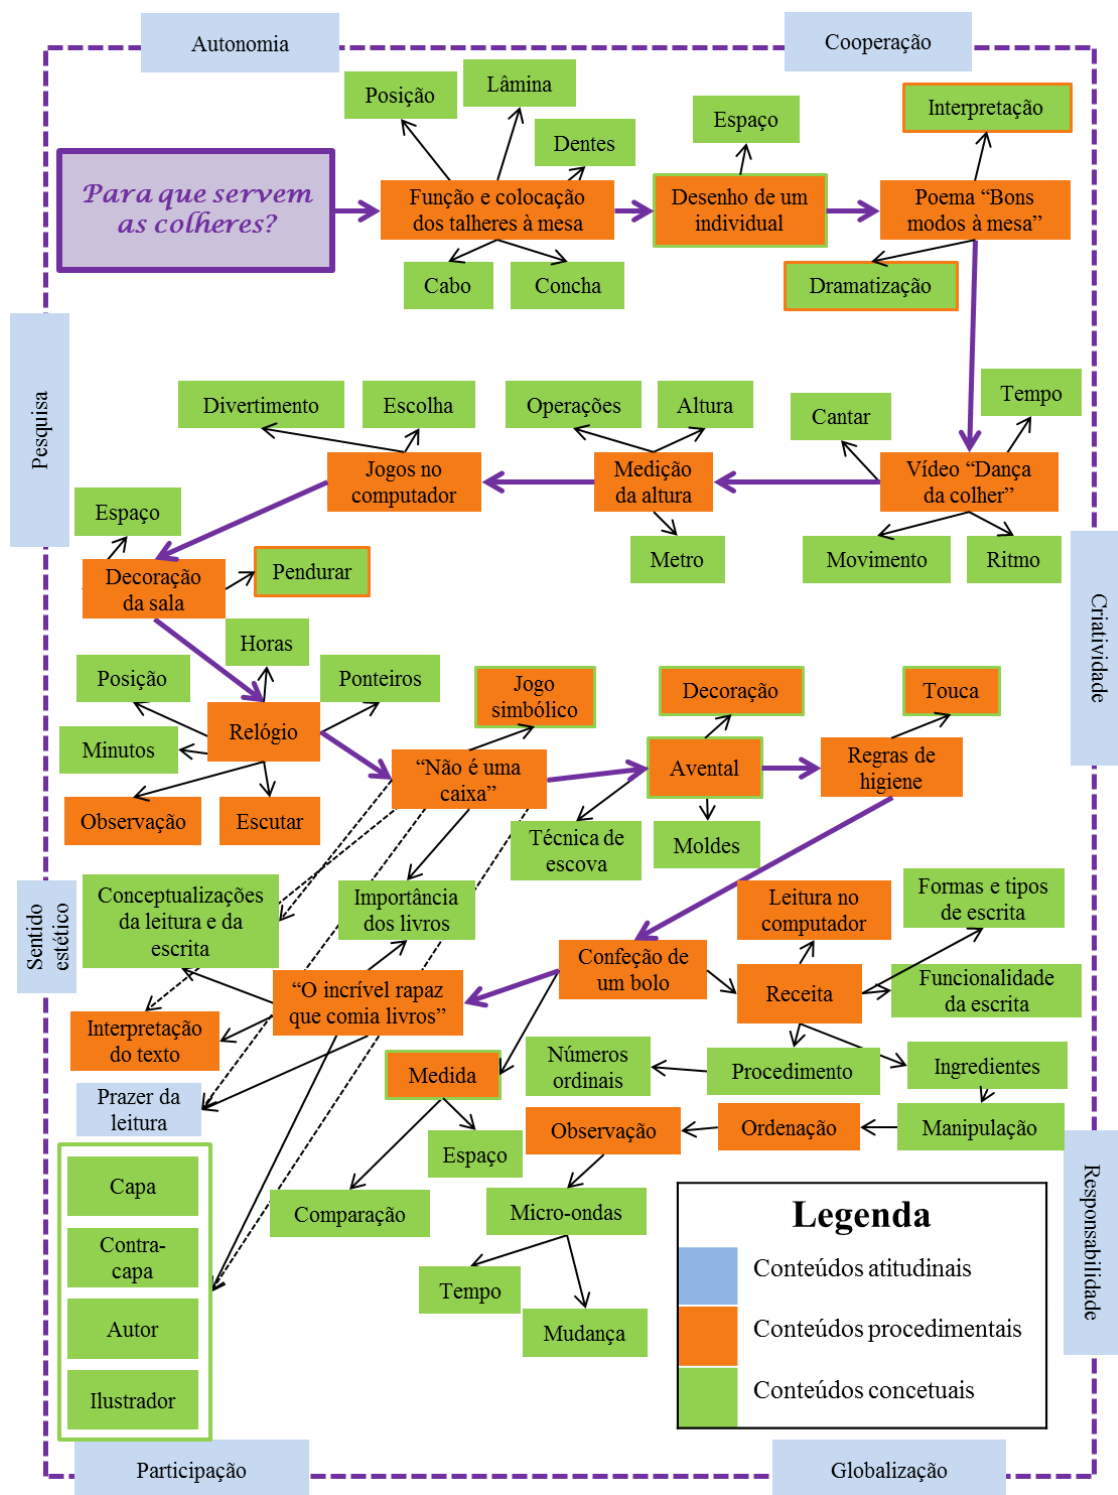 Autonomia
Cooperação
Posição
Lâmina
Dentes
Espaço
Interpretação
Para que servem
as colheres?
Função e colocação
dos talheres à mesa
Desenho de um
individual
Poema “Bons
modos à mesa”
Cabo
Concha
Dramatização
Pesquisa
Divertimento
Escolha
Operações
Altura
Cantar
Tempo
Jogos no
computador
Medição
da altura
Vídeo “Dança
da colher”
Espaço
Metro
Movimento
Ritmo
Decoração
da sala
Pendurar
Criatividade
Horas
Posição
Ponteiros
Jogo
simbólico
Decoração
Touca
Minutos
Relógio
“Não é uma
caixa”
Avental
Regras de
higiene
Observação
Escutar
Técnica de
escova
Moldes
Sentido
estético
Conceptualizações
da leitura e da
escrita
Importância
dos livros
Leitura no
computador
Formas e tipos
de escrita
Confeção de
um bolo
Receita
Funcionalidade
da escrita
“O incrível rapaz
que comia livros”
Interpretação
do texto
Números
ordinais
Procedimento
Ingredientes
Prazer da
leitura
Medida
Observação
Ordenação
Manipulação
Espaço
Capa
Contra-
capa
Autor
Ilustrador
Comparação
Micro-ondas
Tempo
Mudança
Responsabilidade
Legenda
Conteúdos atitudinais
Conteúdos procedimentais
Conteúdos concetuais
Participação
Globalização